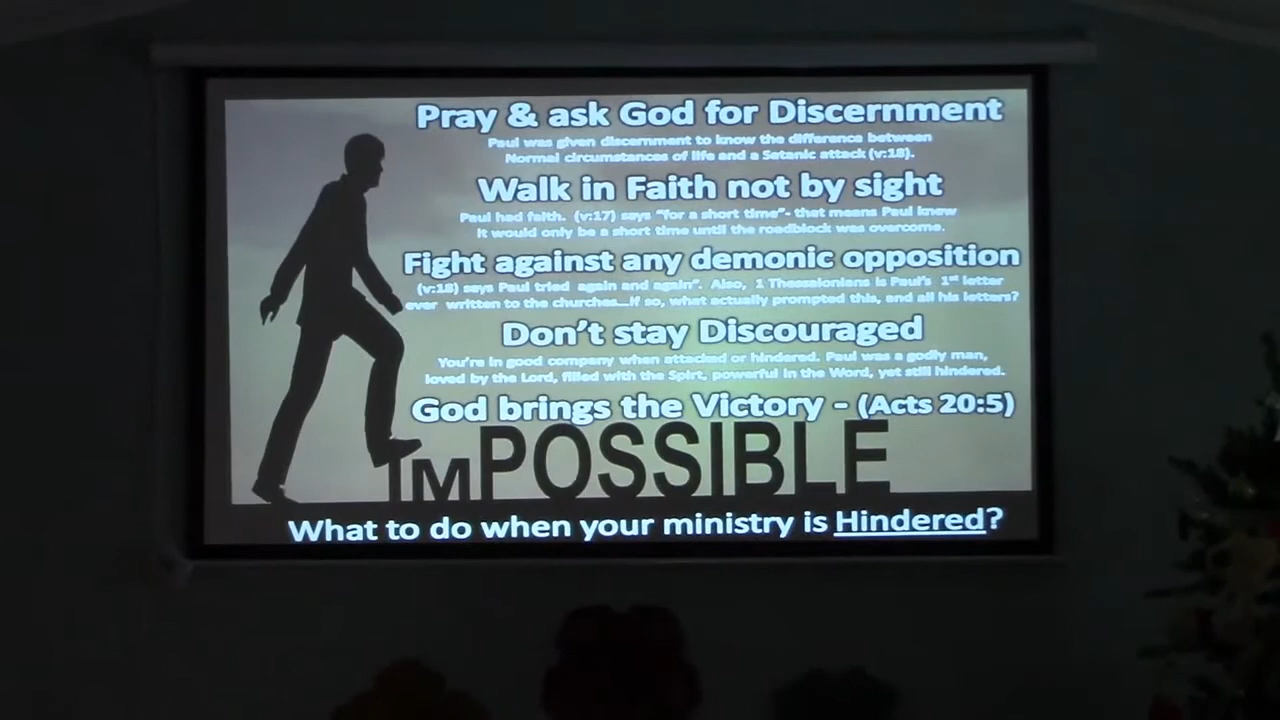 Pray & ask God for Discernment
Paul was given discernment to know the difference between
Normal circumstances of life and a Satanic attack (v:18).
Walk in Faith not by sight
Paul had faith. (v:17) says "for a short time"- that means Paul knew
it would only be a short time until the roadblock was overcome.
Fight against any demonic opposition
(v:18) says Paul tried again and again". Also, 1 Thessalonians is Paul's 1st letter
ever written to the churches...if so, what actually prompted this, and all his letters?
Don't stay Discouraged
You're in good company when attacked or hindered. Paul was a godly man,
loved by the Lord, filled with the Spirt, powerful in the Word, yet still hindered.
God brings the Victory - (Acts 20:5)
IMPOSSIBLE
What to do when your ministry is Hindered?